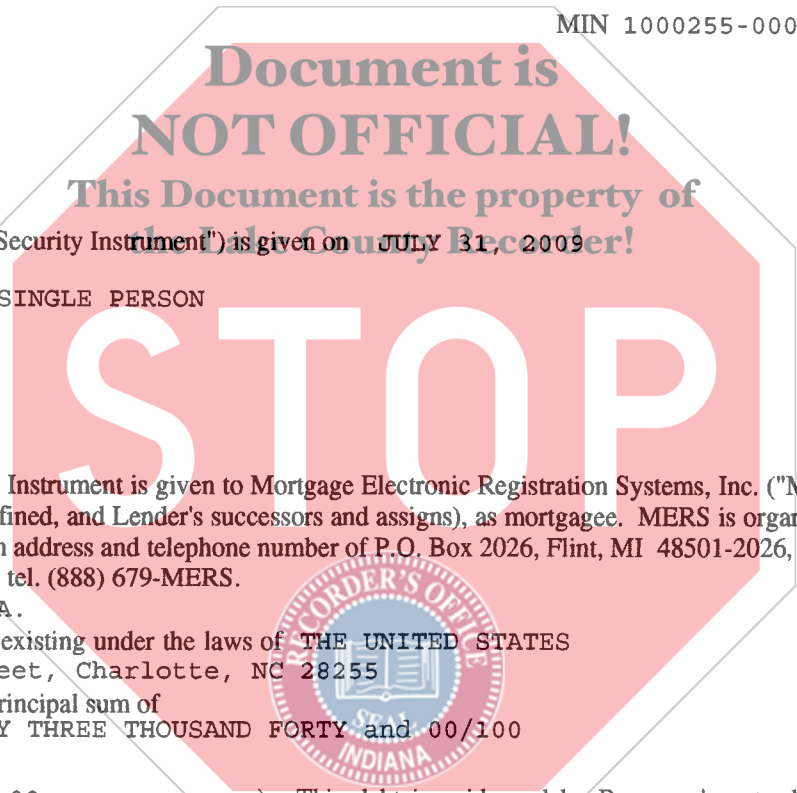 MIN 1000255-000
Document is
NOT OFFICIAL!
This Document is the property of
the Lake County Recorder!
Security Instrument") is given on JULY 31, 2009
SINGLE PERSON
STOP
Instrument is given to Mortgage Electronic Registration Systems, Inc. ("M
fined, and Lender's successors and assigns), as mortgagee. MERS is organ
address and telephone number of P.O. Box 2026, Flint, MI 48501-2026,
tel. (888) 679-MERS.
A.
existing under the laws of THE UNITED STATES
eet, Charlotte, NC 28255
rincipal sum of
Y THREE THOUSAND FORTY and 00/100
RECORDER'S OFFICE
SEAL
INDIANA